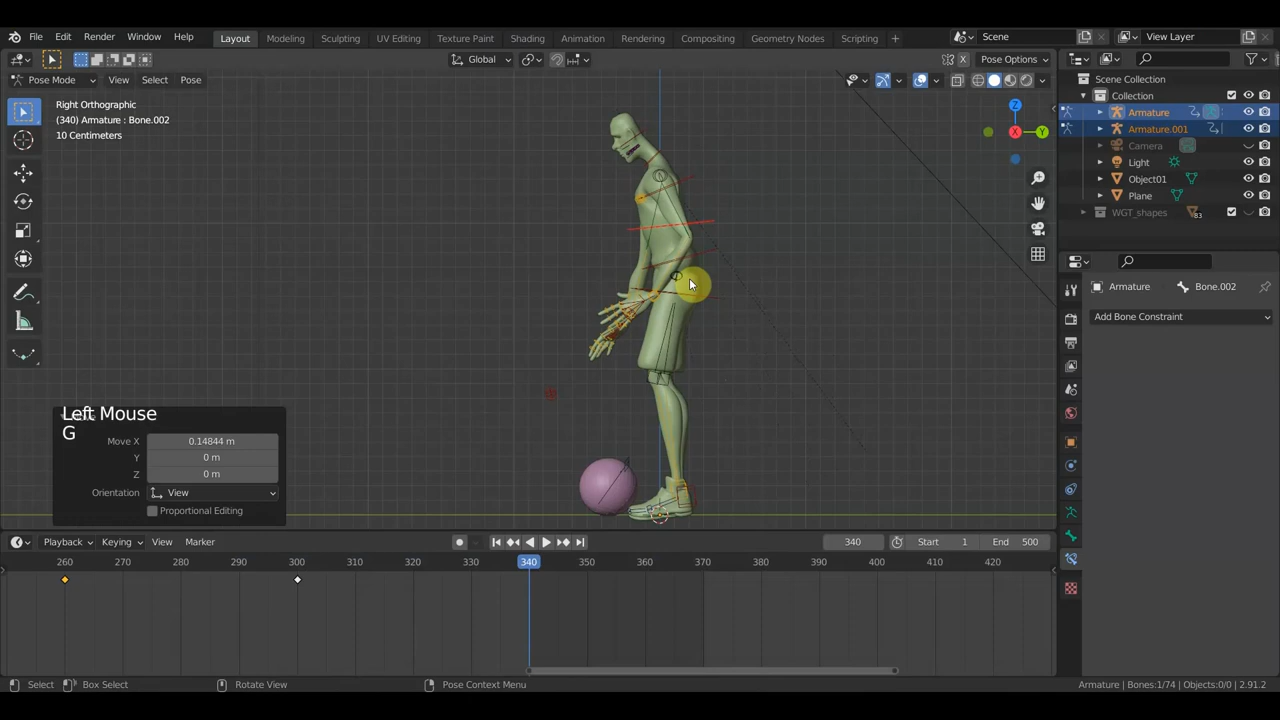 File Edit Render Window Help Layout Modeling Sculpting UV Editing Texture Paint Shading Animation Rendering Compositing Geometry Nodes Scripting + Scene View Layer
Global Pose Options
Pose Mode View Select Pose
Scene Collection
Collection
Armature
Armature.001
Camera
Light
Object01
Plane
WGT_shapes 83
Right Orthographic
(340) Armature : Bone.002
10 Centimeters
Z
X
Y
Armature Bone.002
Add Bone Constraint
Left Mouse
G
Move X 0.14844 m
Y 0 m
Z 0 m
Orientation View
Proportional Editing
Playback Keying View Marker 340 Start 1 End 500
260 270 280 290 300 310 320 330 340 350 360 370 380 390 400 410 420
Select Box Select Rotate View Pose Context Menu Armature | Bones:1/74 | Objects:0/0 | 2.91.2